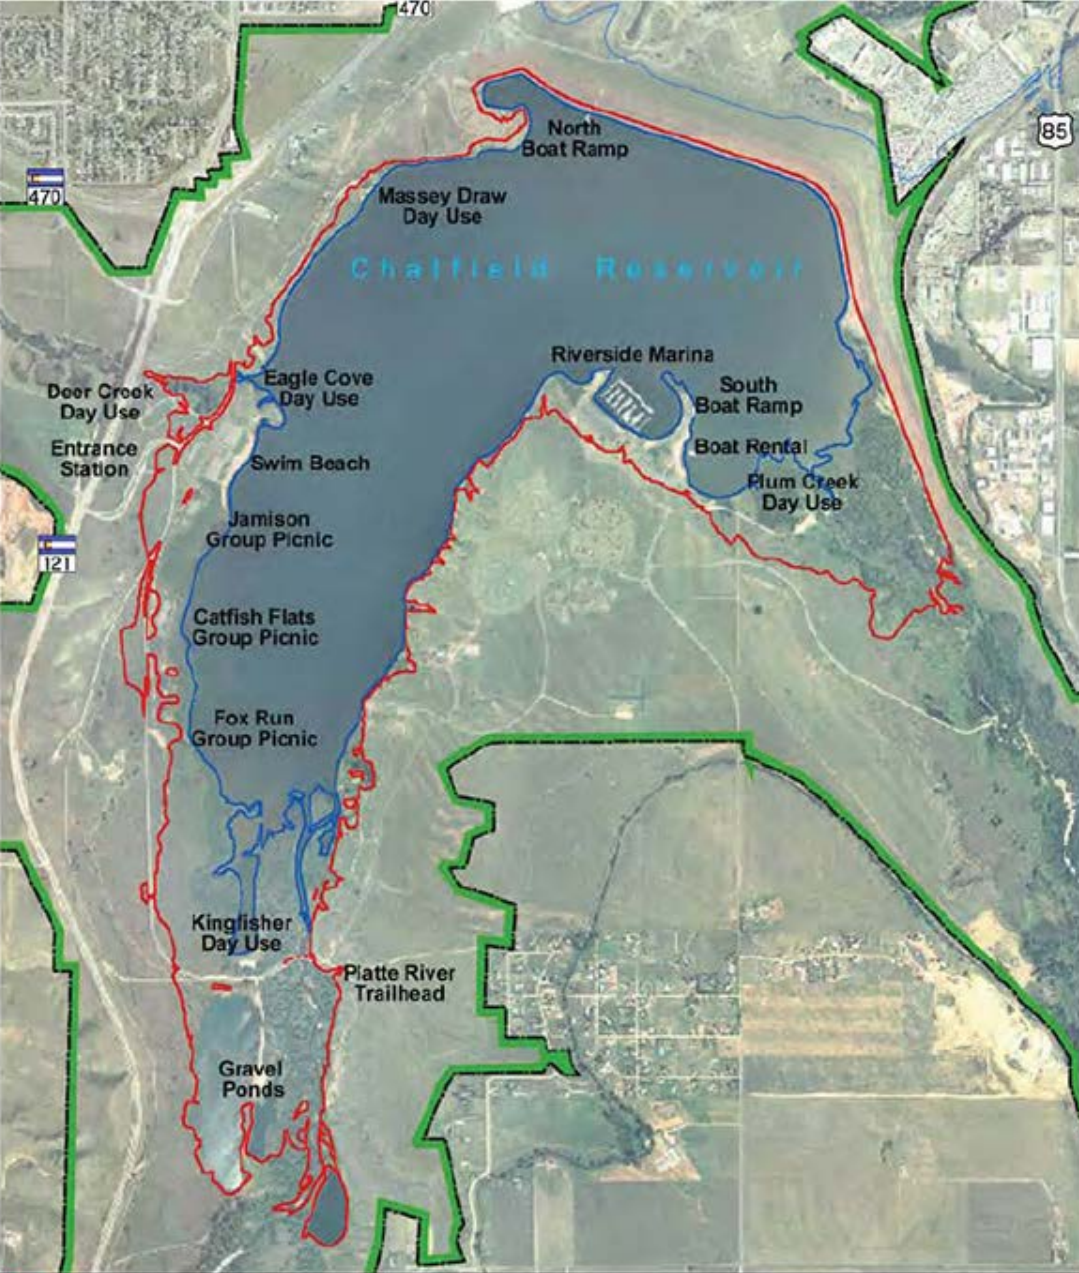 470
85
North
Boat Ramp
470
Massey Draw
Day Use
Chatfield Reservoir
Riverside Marina
Deer Creek
Day Use
Eagle Cove
Day Use
South
Boat Ramp
Entrance
Station
Boat Rental
Swim Beach
Plum Creek
Day Use
Jamison
Group Picnic
121
Catfish Flats
Group Picnic
Fox Run
Group Picnic
Kingfisher
Day Use
Platte River
Trailhead
Gravel
Ponds